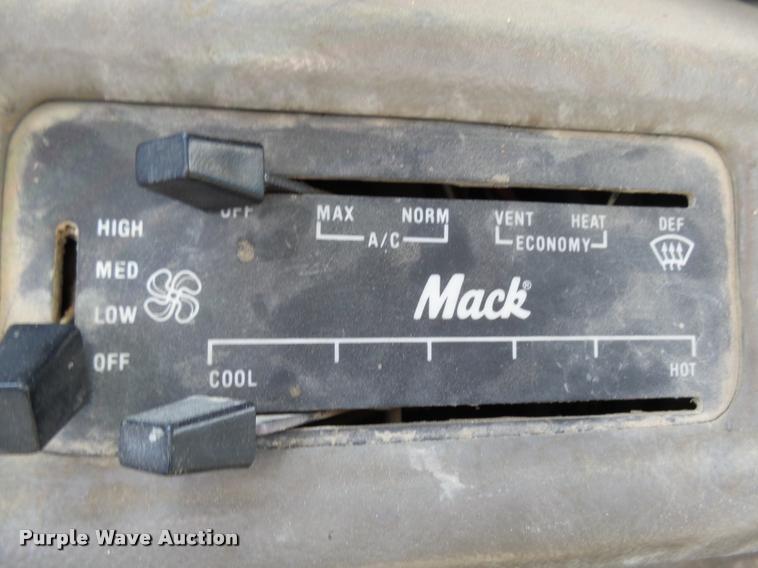 OFF MAX NORM VENT HEAT DEF
A/C ECONOMY
HIGH
MED
LOW
OFF
Mack®
COOL HOT
Purple Wave Auction